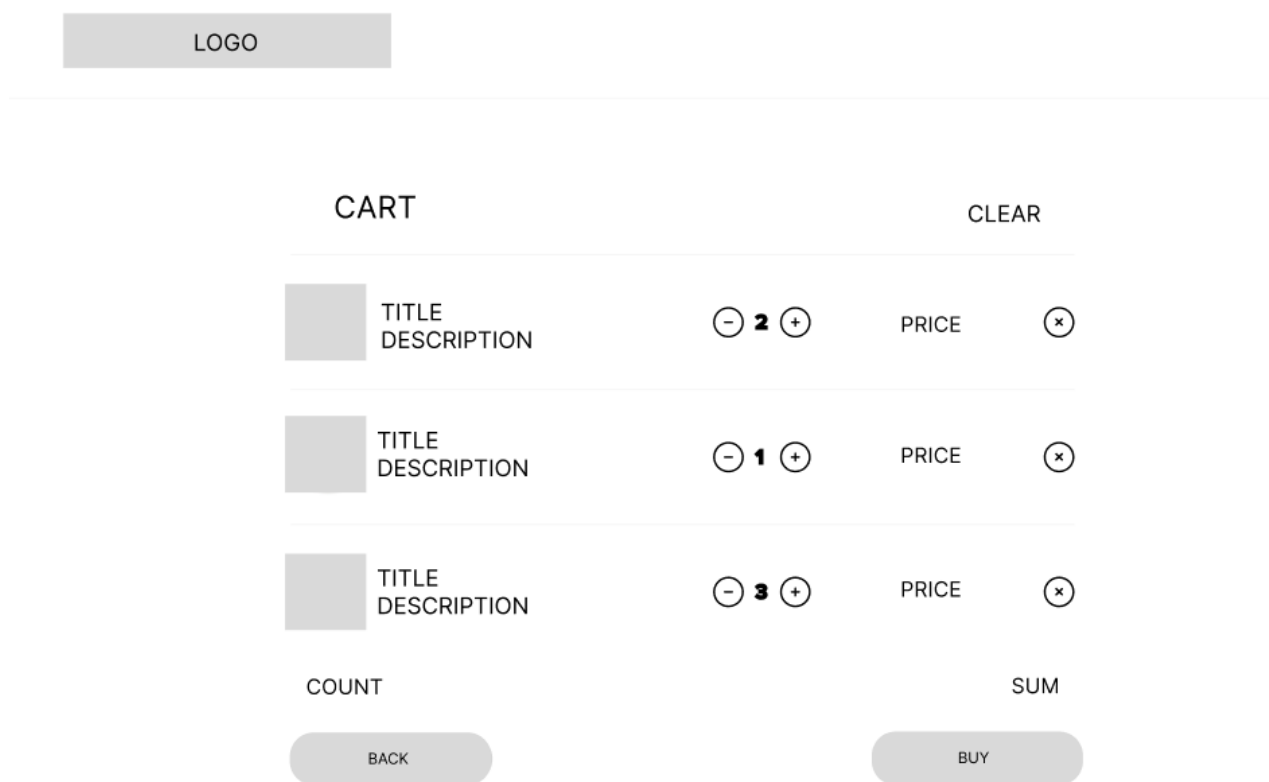 LOGO
CART
CLEAR
TITLE
DESCRIPTION
− 2 +
PRICE
×
TITLE
DESCRIPTION
− 1 +
PRICE
×
TITLE
DESCRIPTION
− 3 +
PRICE
×
COUNT
SUM
BACK
BUY